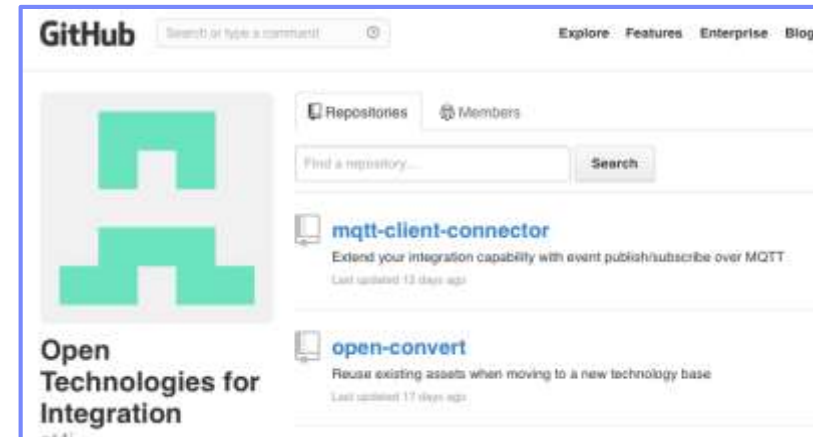 GitHub
Search or type a command
Explore Features Enterprise Blog
Repositories
Members
Find a repository...
Search
mqtt-client-connector
Extend your integration capability with event publish/subscribe over MQTT
Last updated 13 days ago
open-convert
Reuse existing assets when moving to a new technology base
Last updated 17 days ago
Open
Technologies for
Integration